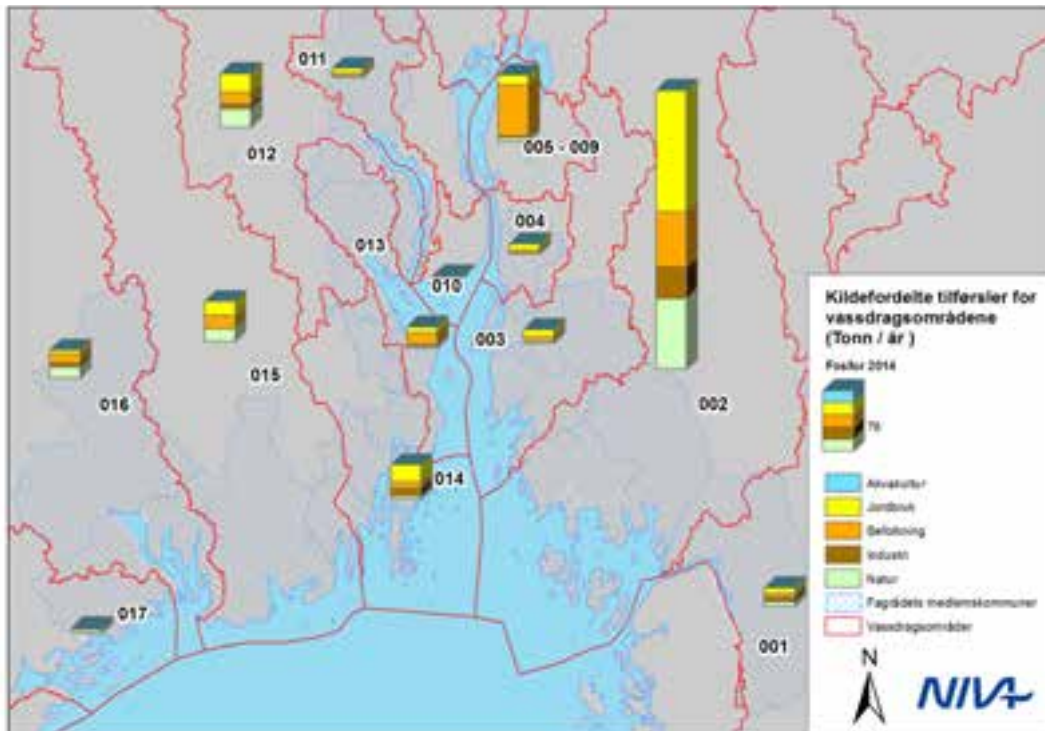 011
012
005 - 009
004
013
010
003
015
016
002
014
017
001
Kildefordelte tilførsler for
vassdragsområdene
(Tonn / år )
Fosfor 2014
76
Akvakultur
Jordbruk
Befolkning
Industri
Natur
Fagrådets medlemskommuner
Vassdragsområder
N
NIVA